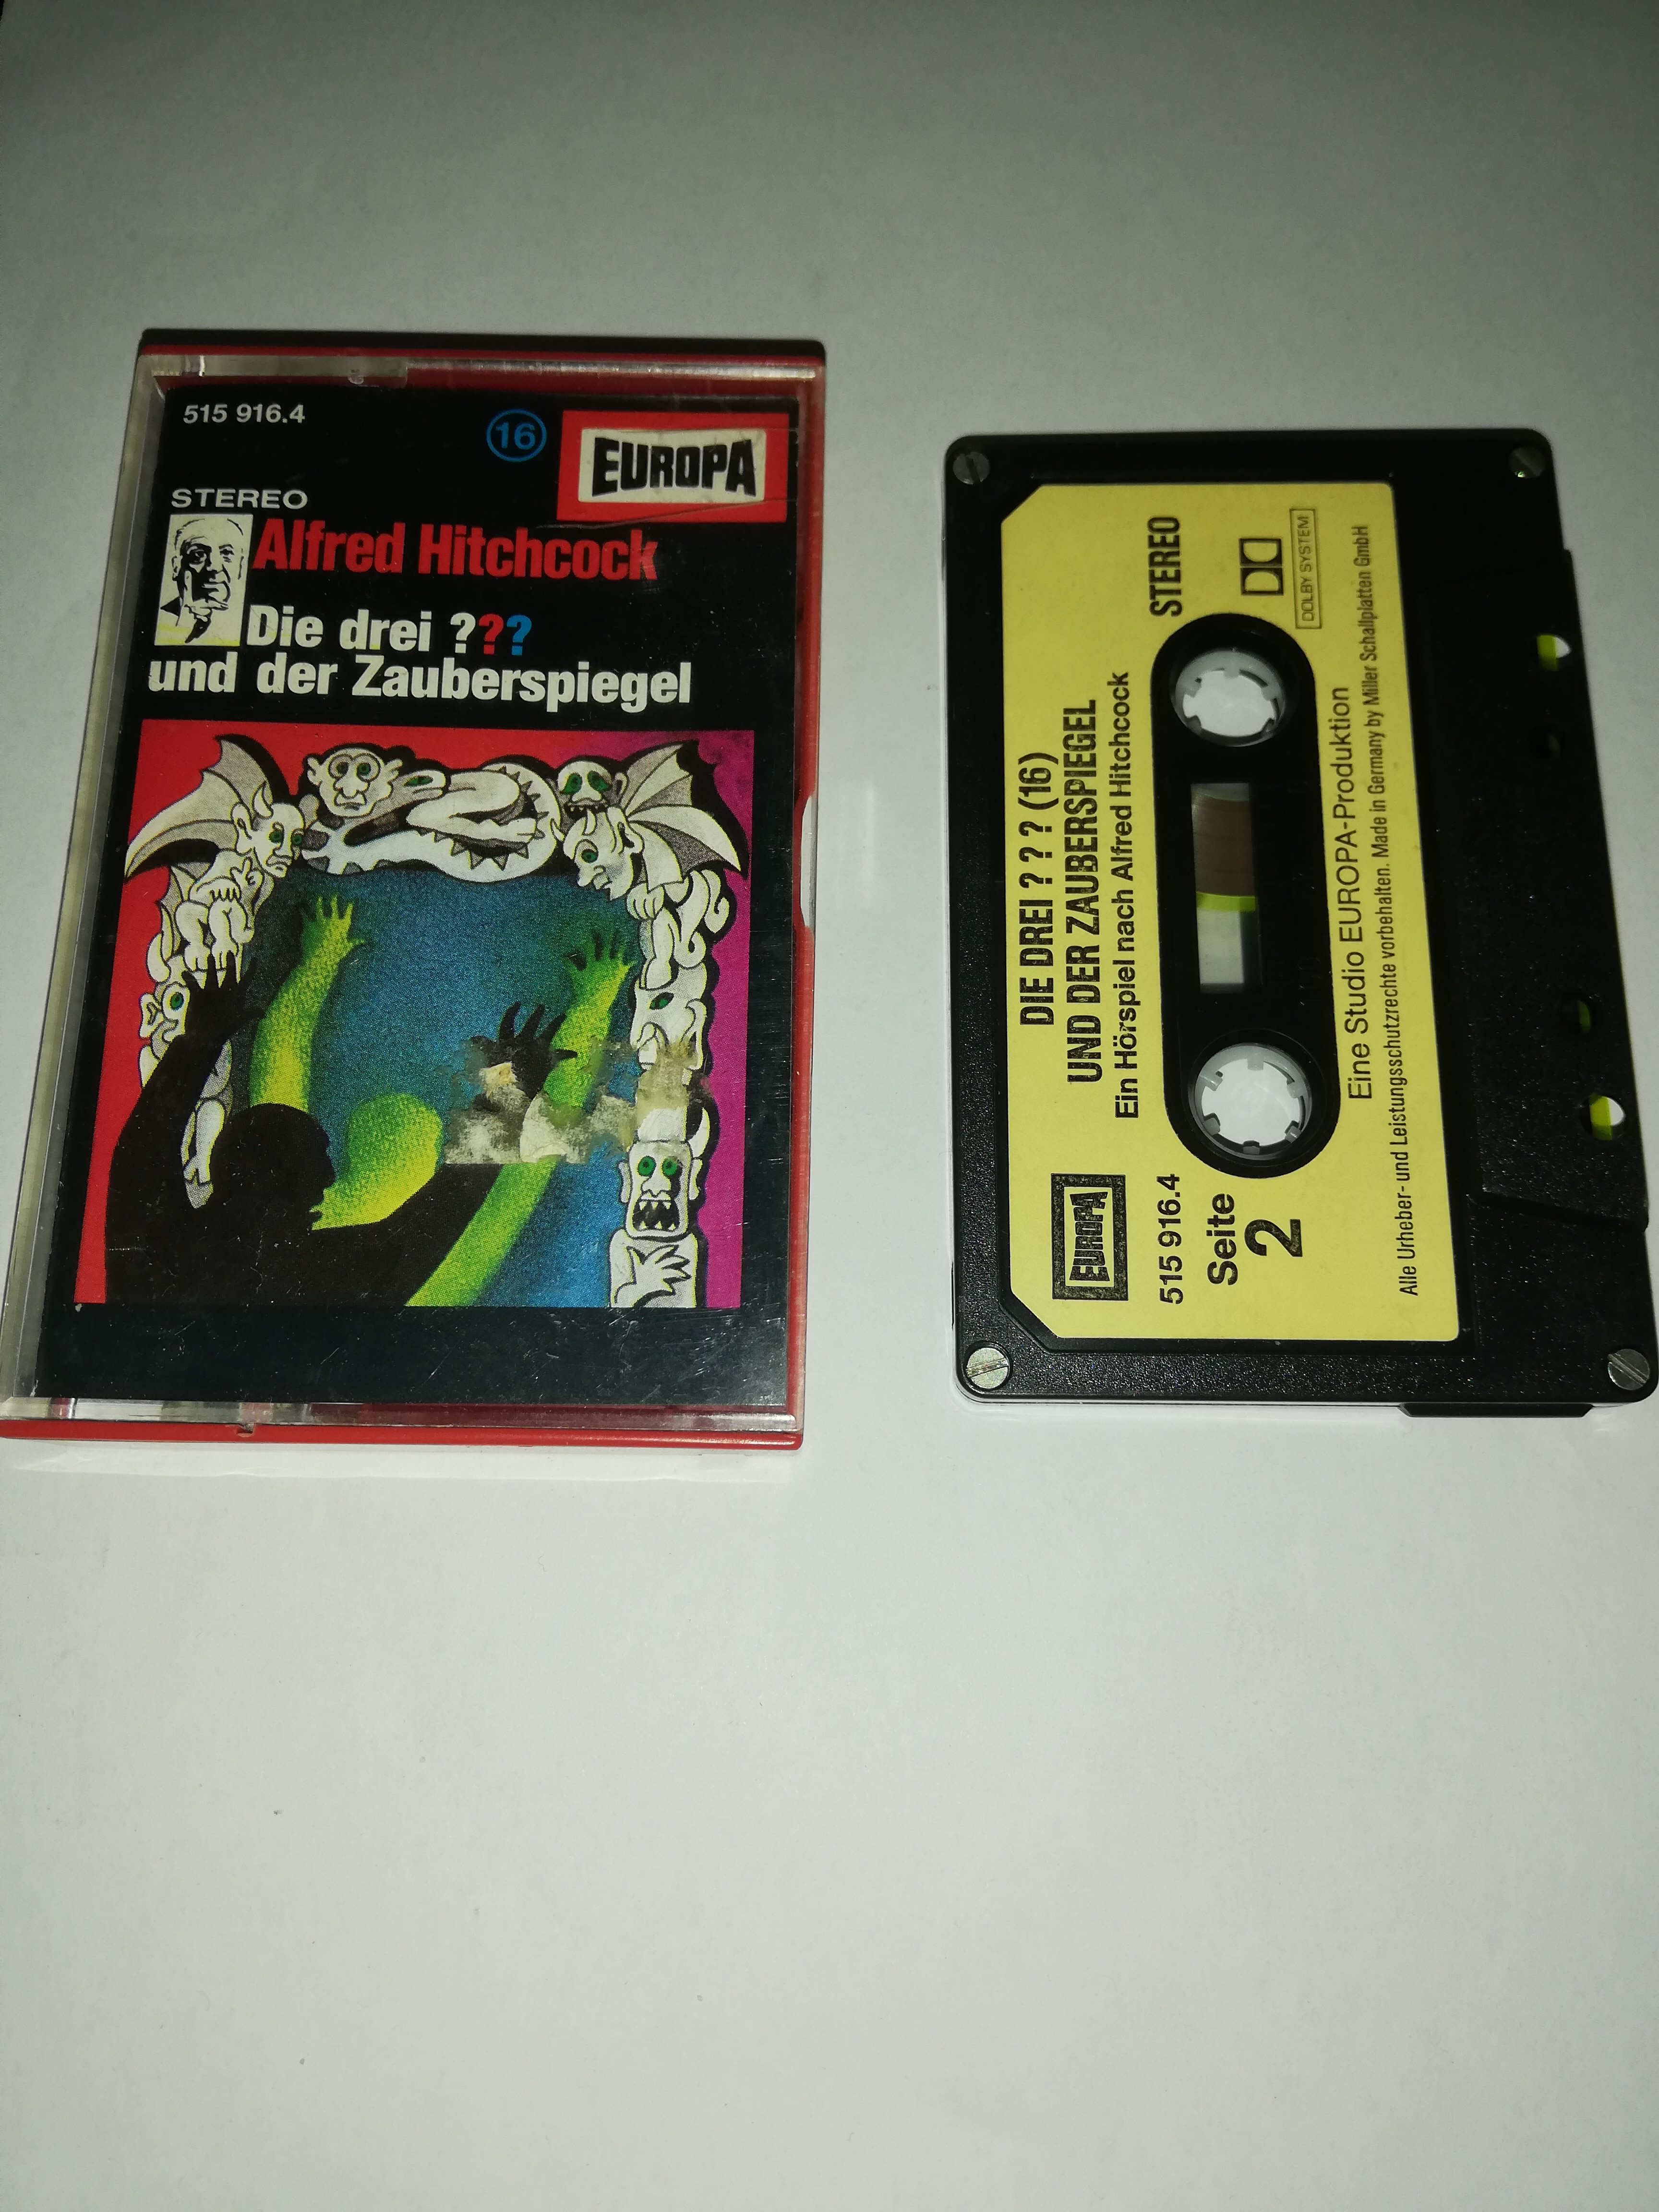 515 916.4
16
EUROPA
STEREO
Alfred Hitchcock
Die drei ???
und der Zauberspiegel
DIE DREI ? ? ? (16)
UND DER ZAUBERSPIEGEL
Ein Hörspiel nach Alfred Hitchcock
EUROPA
515 916.4
STEREO
Seite
2
DOLBY SYSTEM
Eine Studio EUROPA-Produktion
Alle Urheber- und Leistungsschutzrechte vorbehalten. Made in Germany by Miller Schallplatten GmbH